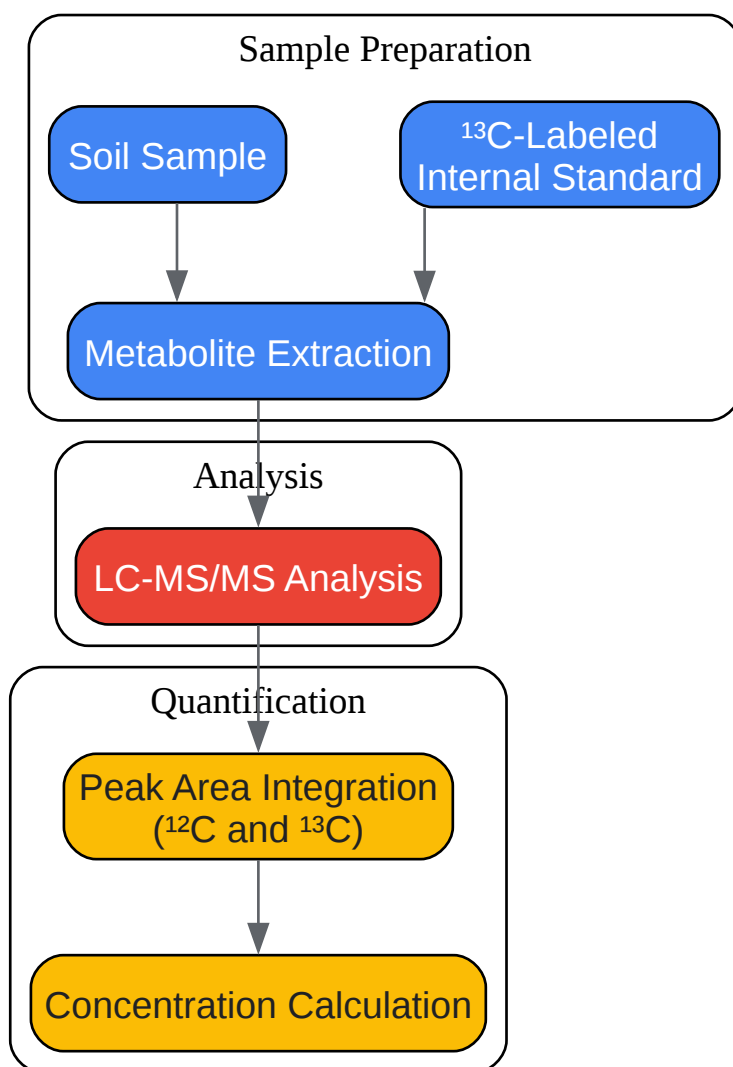 Sample Preparation
Soil Sample
¹³C-Labeled
Internal Standard
Metabolite Extraction
Analysis
LC-MS/MS Analysis
Quantification
Peak Area Integration
(¹²C and ¹³C)
Concentration Calculation